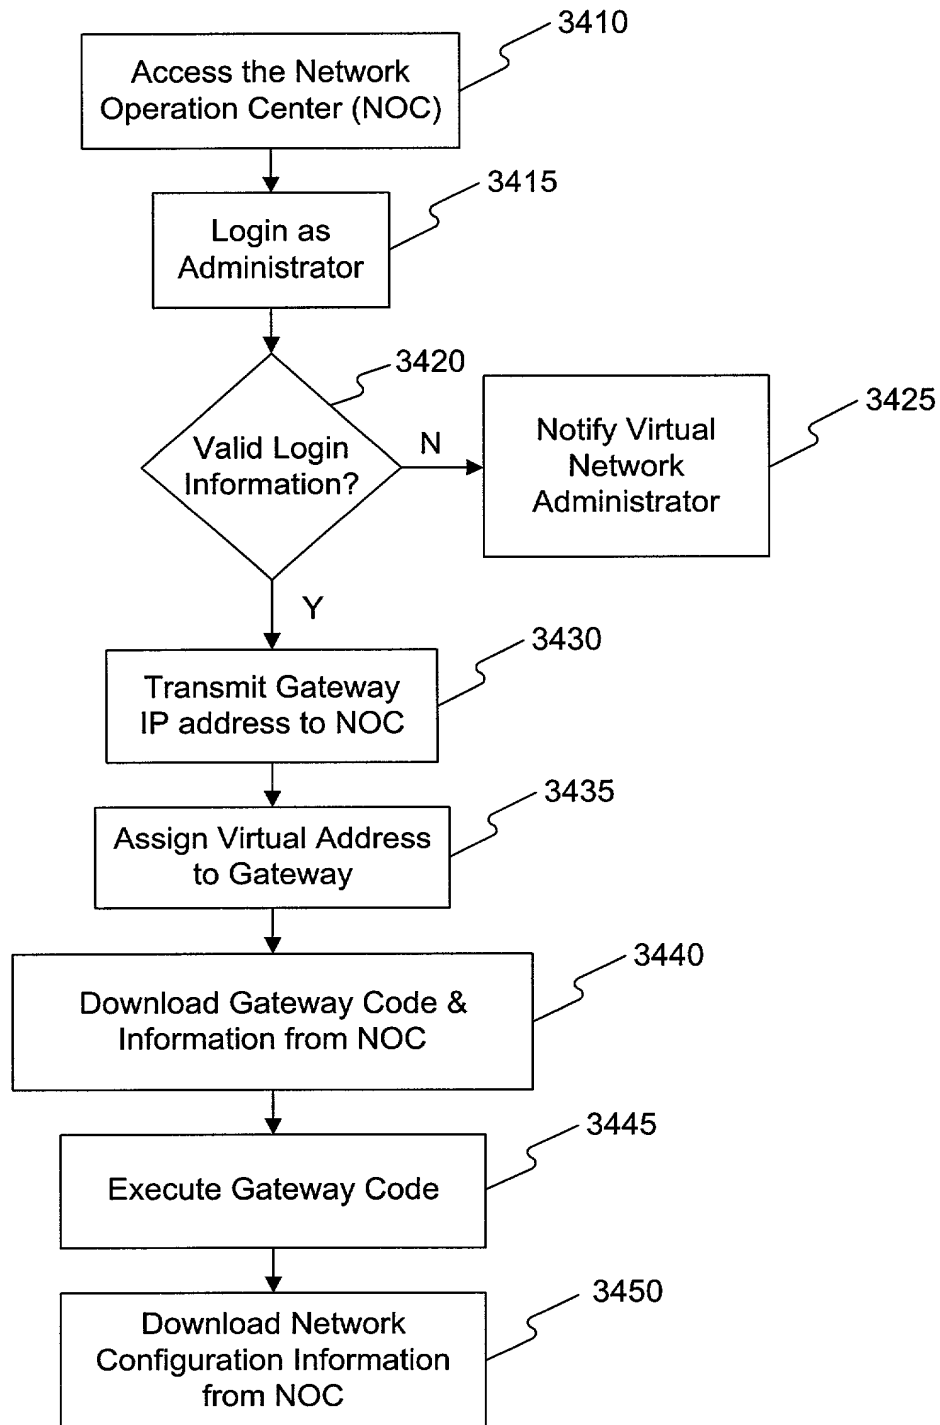 3410
Access the Network
Operation Center (NOC)
3415
Login as
Administrator
3420
Valid Login
Information?
N
3425
Notify Virtual
Network
Administrator
Y
3430
Transmit Gateway
IP address to NOC
3435
Assign Virtual Address
to Gateway
3440
Download Gateway Code &
Information from NOC
3445
Execute Gateway Code
3450
Download Network
Configuration Information
from NOC